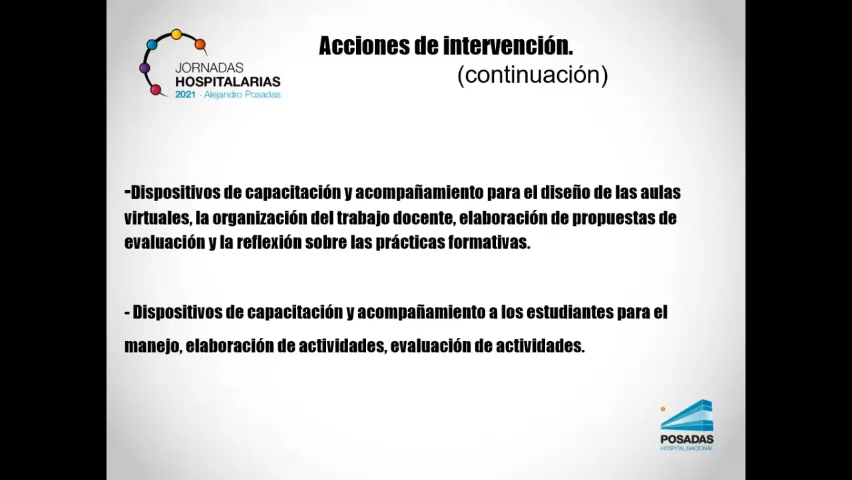 Acciones de intervención.
(continuación)
JORNADAS
HOSPITALARIAS
2021 · Alejandro Posadas
-Dispositivos de capacitación y acompañamiento para el diseño de las aulas
virtuales, la organización del trabajo docente, elaboración de propuestas de
evaluación y la reflexión sobre las prácticas formativas.
- Dispositivos de capacitación y acompañamiento a los estudiantes para el
manejo, elaboración de actividades, evaluación de actividades.
POSADAS
HOSPITAL NACIONAL